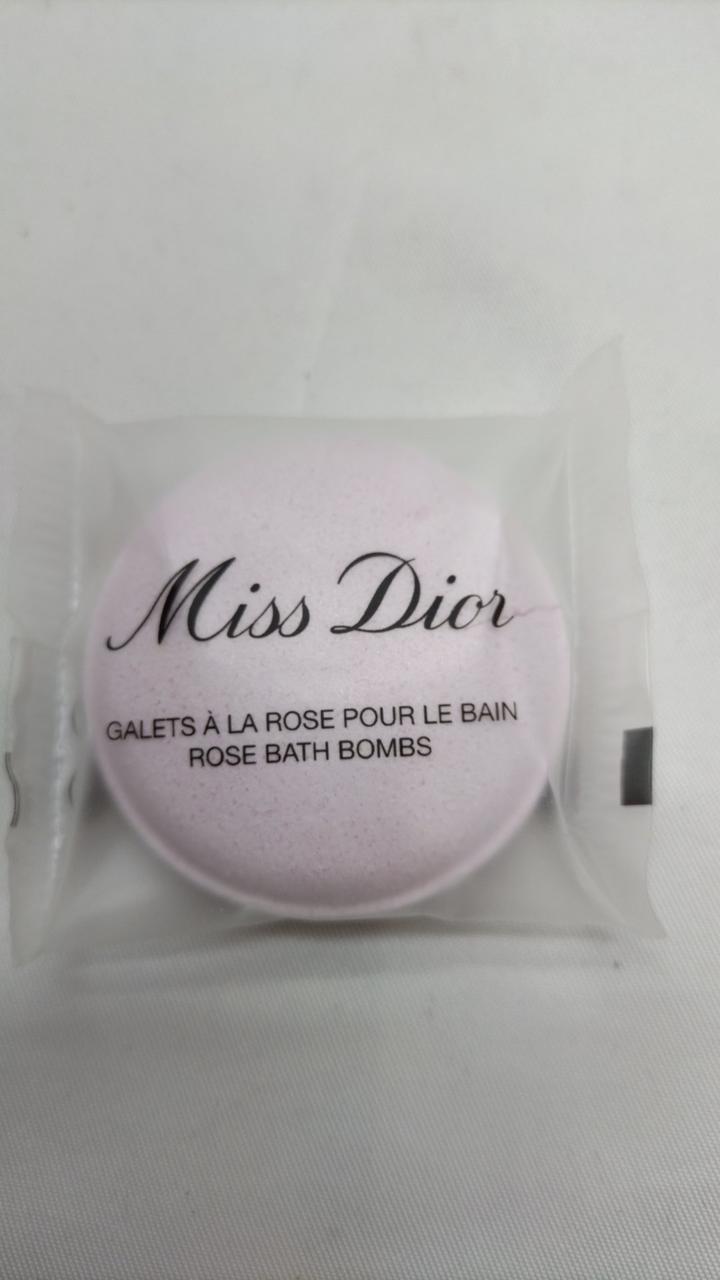 Miss Dior
GALETS À LA ROSE POUR LE BAIN
ROSE BATH BOMBS